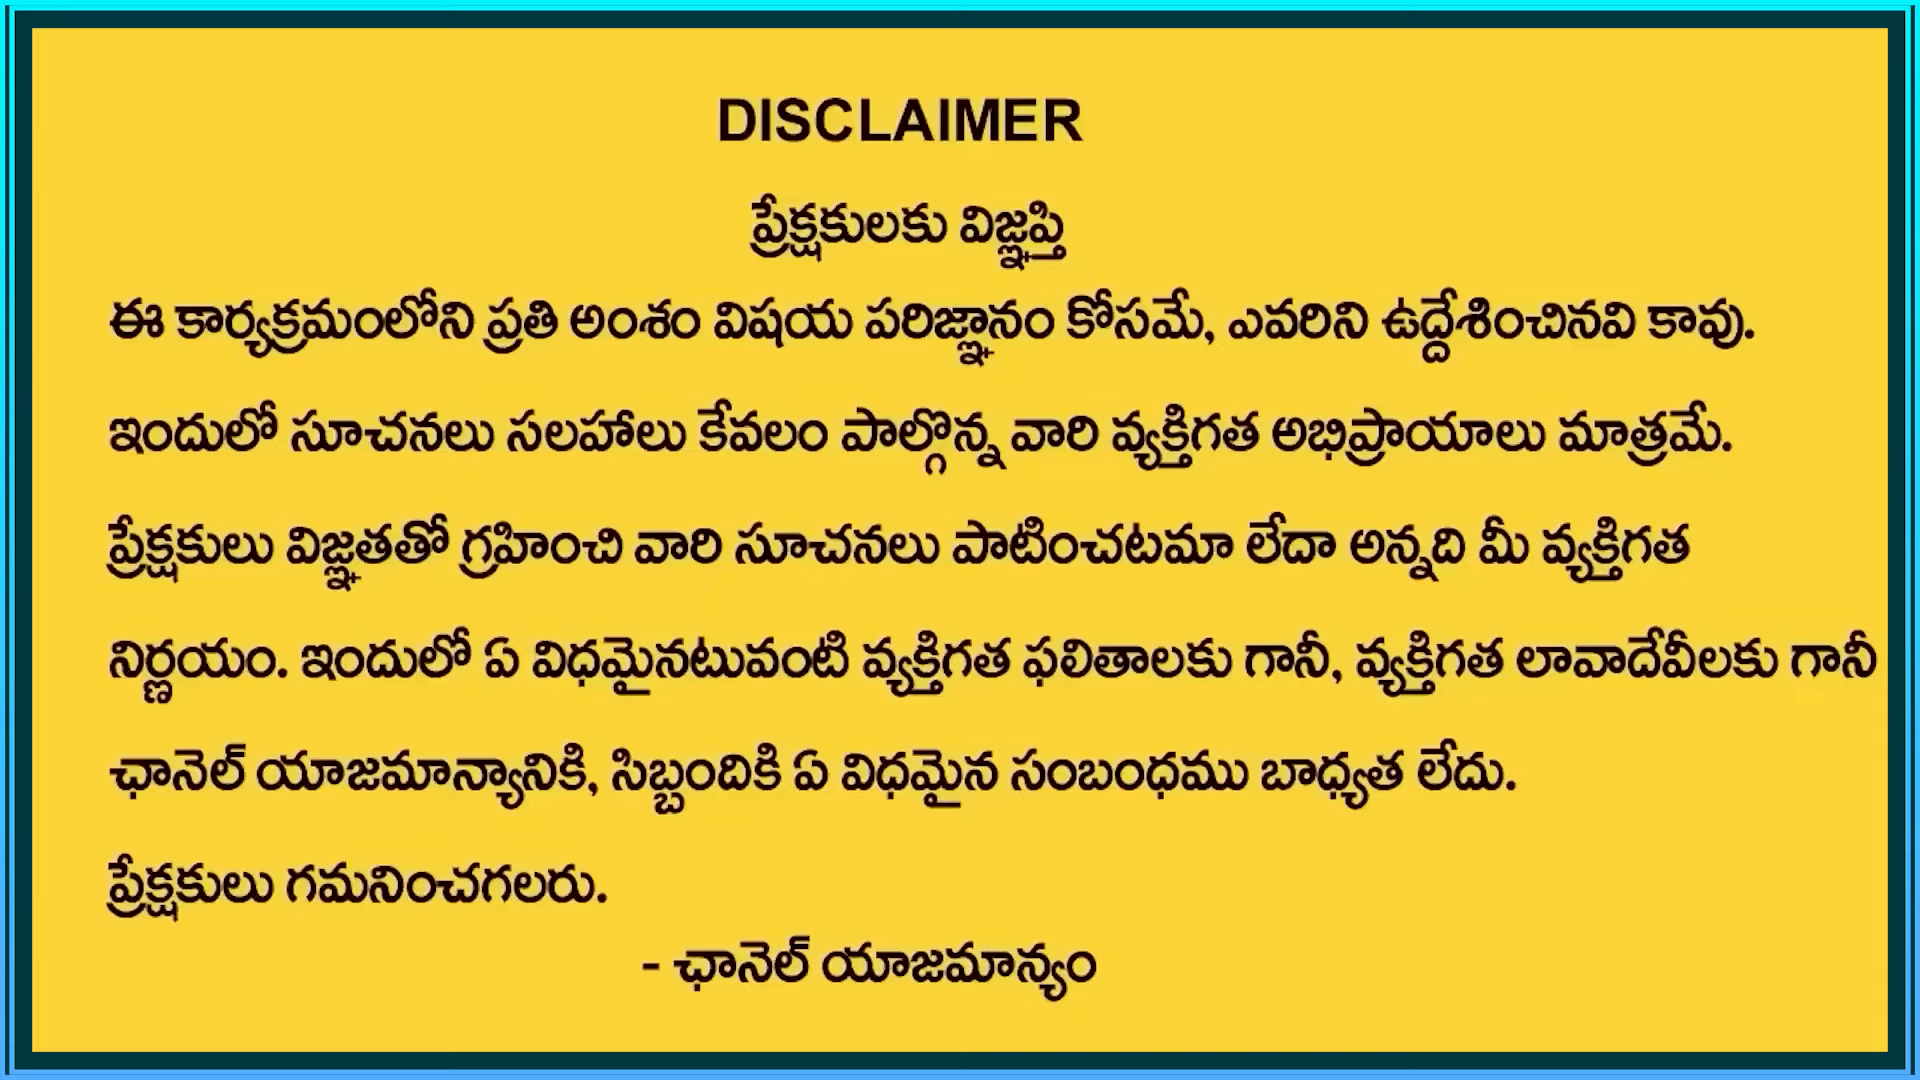 DISCLAIMER
ప్రేక్షకులకు విజ్ఞప్తి
ఈ కార్యక్రమంలోని ప్రతి అంశం విషయ పరిజ్ఞానం కోసమే, ఎవరిని ఉద్దేశించినవి కావు.
ఇందులో సూచనలు సలహాలు కేవలం పాల్గొన్న వారి వ్యక్తిగత అభిప్రాయాలు మాత్రమే.
ప్రేక్షకులు విజ్ఞతతో గ్రహించి వారి సూచనలు పాటించటమా లేదా అన్నది మీ వ్యక్తిగత
నిర్ణయం. ఇందులో ఏ విధమైనటువంటి వ్యక్తిగత ఫలితాలకు గానీ, వ్యక్తిగత లావాదేవీలకు గానీ
ఛానెల్ యాజమాన్యానికి, సిబ్బందికి ఏ విధమైన సంబంధము బాధ్యత లేదు.
ప్రేక్షకులు గమనించగలరు.
- ఛానెల్ యాజమాన్యం